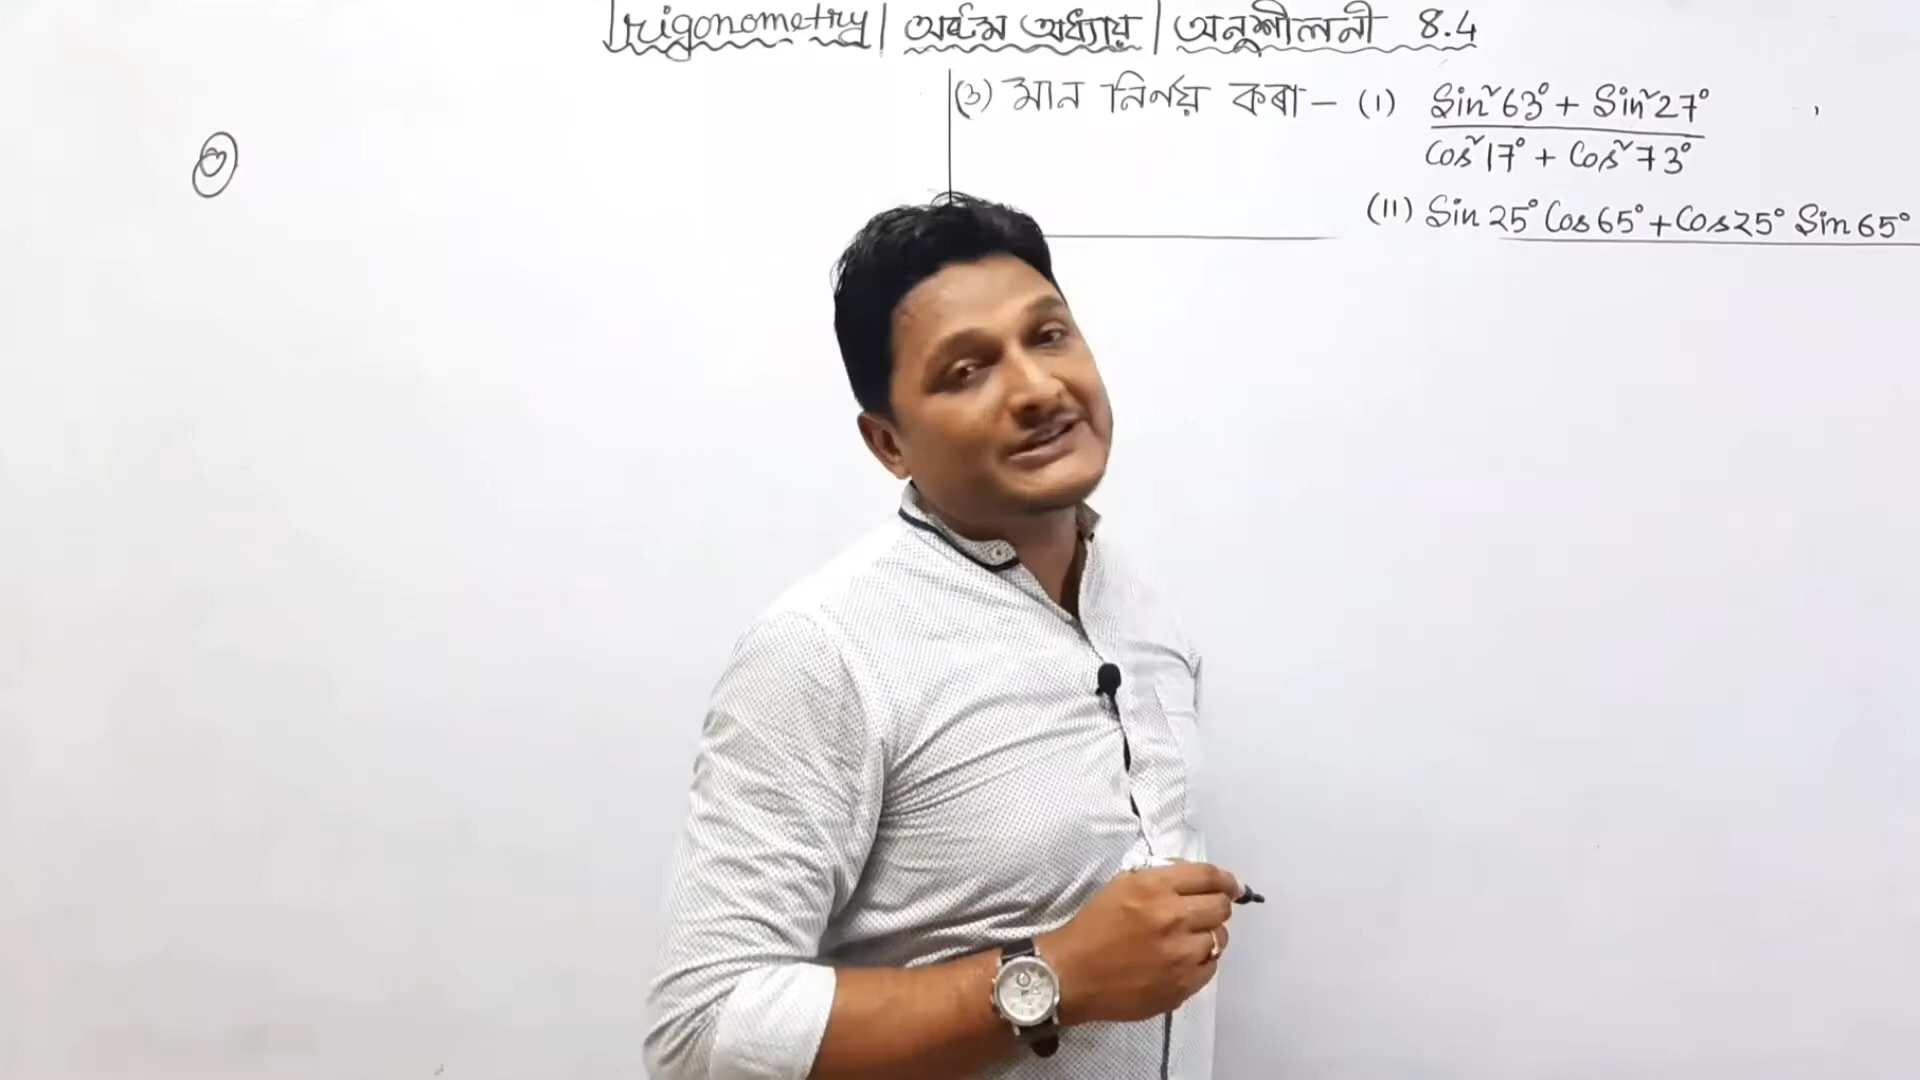 Trigonometry | অষ্টম অধ্যায় | অনুশীলনী 8.4
(৩) মান নিৰ্ণয় কৰা – (i) (Sin²63° + Sin²27°) / (Cos²17° + Cos²73°)
(ii) Sin 25° Cos 65° + Cos 25° Sin 65°
৩